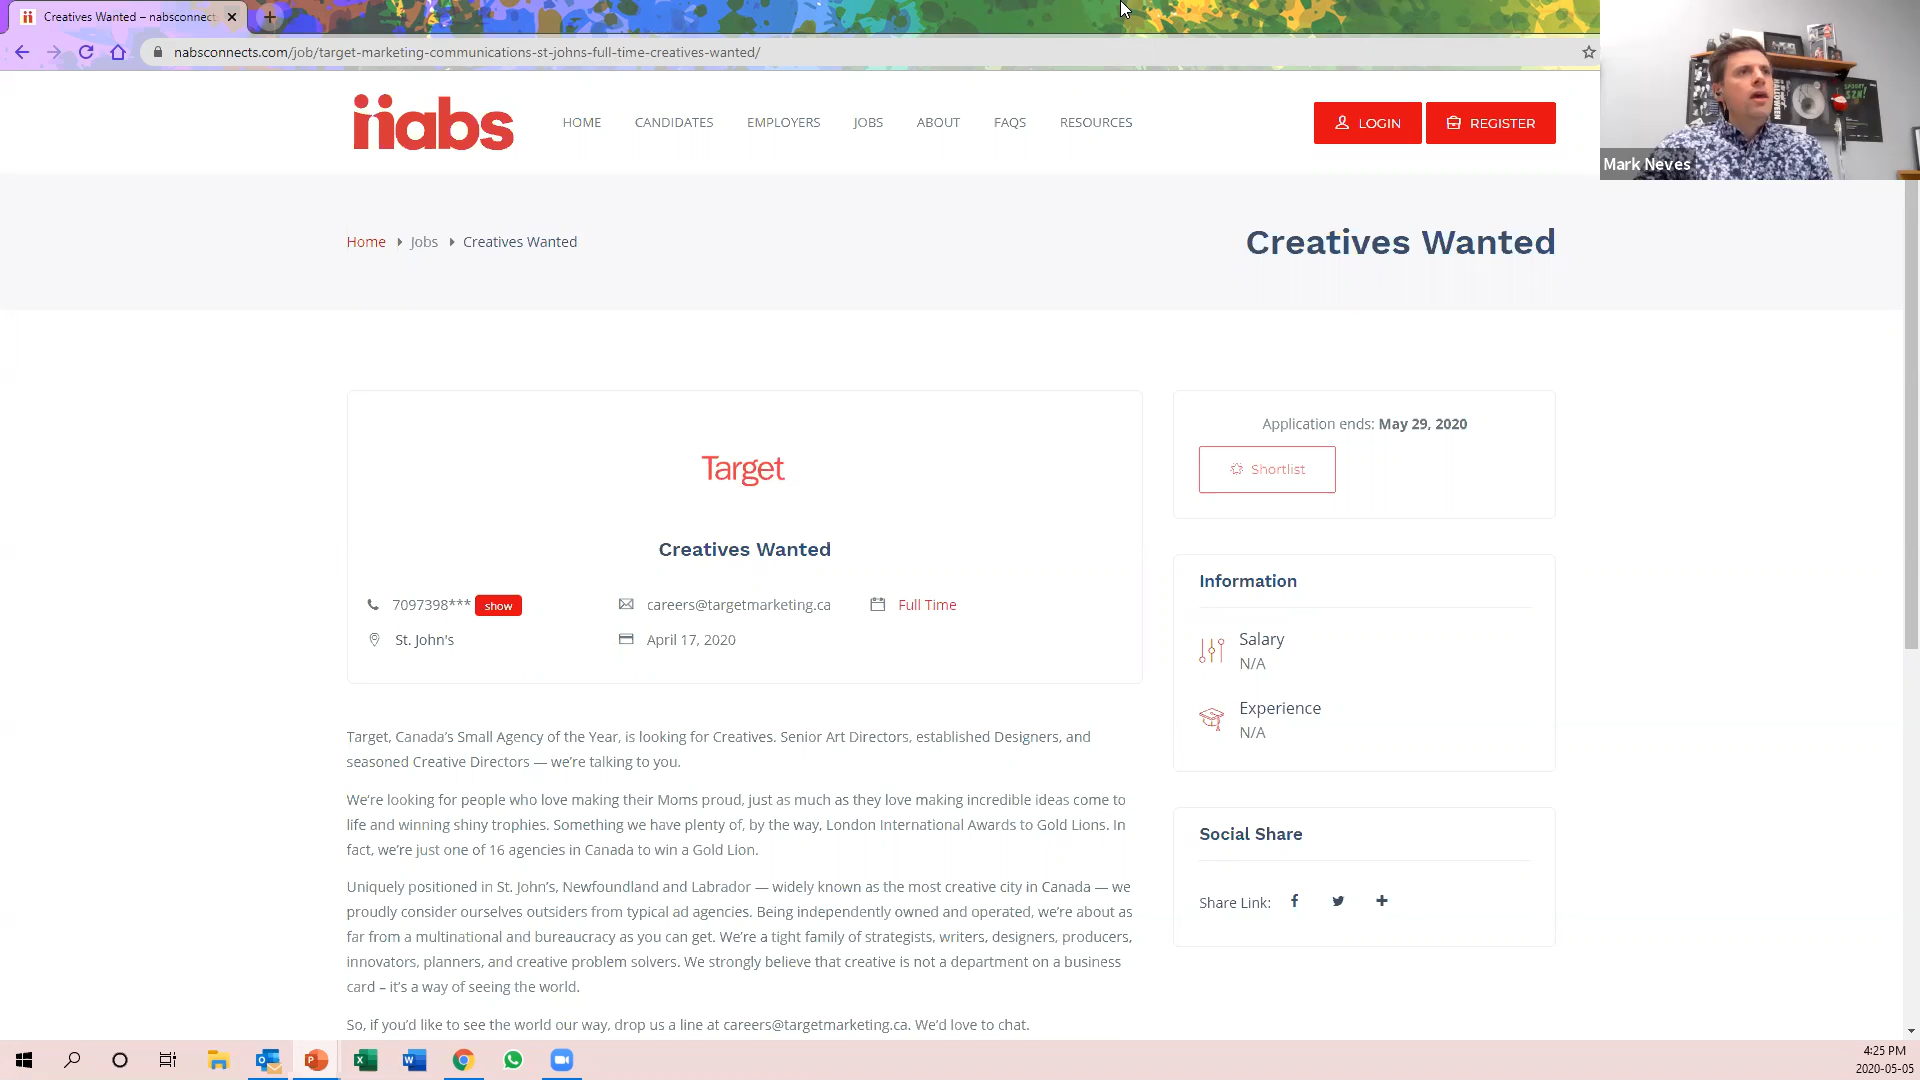 Creatives Wanted – nabsconnects
nabsconnects.com/job/target-marketing-communications-st-johns-full-time-creatives-wanted/
nabs
HOME CANDIDATES EMPLOYERS JOBS ABOUT FAQS RESOURCES
LOGIN REGISTER
Mark Neves
Home Jobs Creatives Wanted
Creatives Wanted
Target
Creatives Wanted
7097398*** show careers@targetmarketing.ca Full Time
St. John's April 17, 2020
Application ends: May 29, 2020
Shortlist
Information
Salary
N/A
Experience
N/A
Social Share
Share Link:
Target, Canada’s Small Agency of the Year, is looking for Creatives. Senior Art Directors, established Designers, and
seasoned Creative Directors — we’re talking to you.
We’re looking for people who love making their Moms proud, just as much as they love making incredible ideas come to
life and winning shiny trophies. Something we have plenty of, by the way, London International Awards to Gold Lions. In
fact, we’re just one of 16 agencies in Canada to win a Gold Lion.
Uniquely positioned in St. John’s, Newfoundland and Labrador — widely known as the most creative city in Canada — we
proudly consider ourselves outsiders from typical ad agencies. Being independently owned and operated, we’re about as
far from a multinational and bureaucracy as you can get. We’re a tight family of strategists, writers, designers, producers,
innovators, planners, and creative problem solvers. We strongly believe that creative is not a department on a business
card – it’s a way of seeing the world.
So, if you’d like to see the world our way, drop us a line at careers@targetmarketing.ca. We’d love to chat.
4:25 PM
2020-05-05